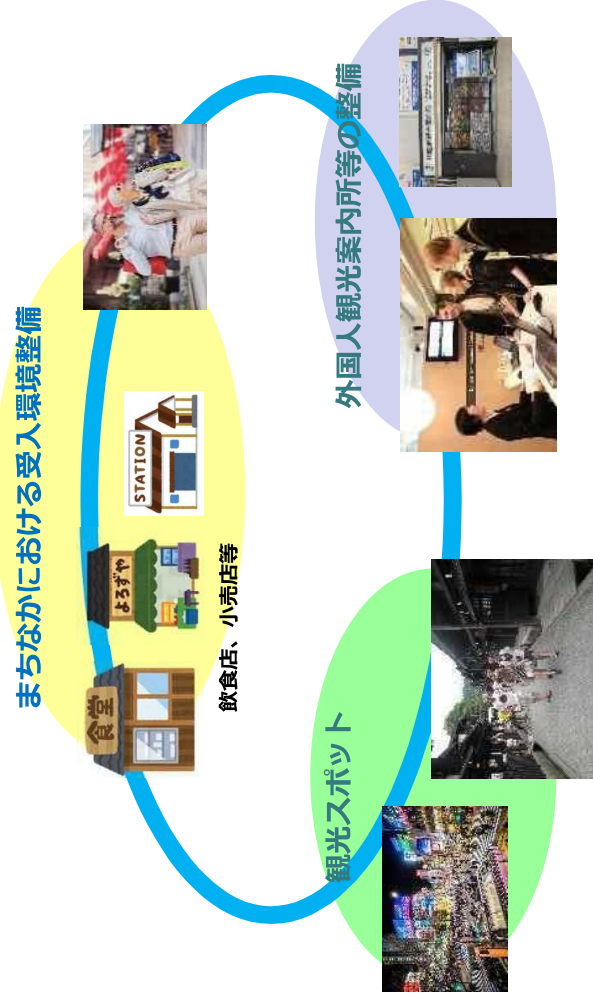 まちなかにおける受入環境整備
食堂
よろずや
STATION
飲食店、小売店等
観光スポット
外国人観光案内所等の整備